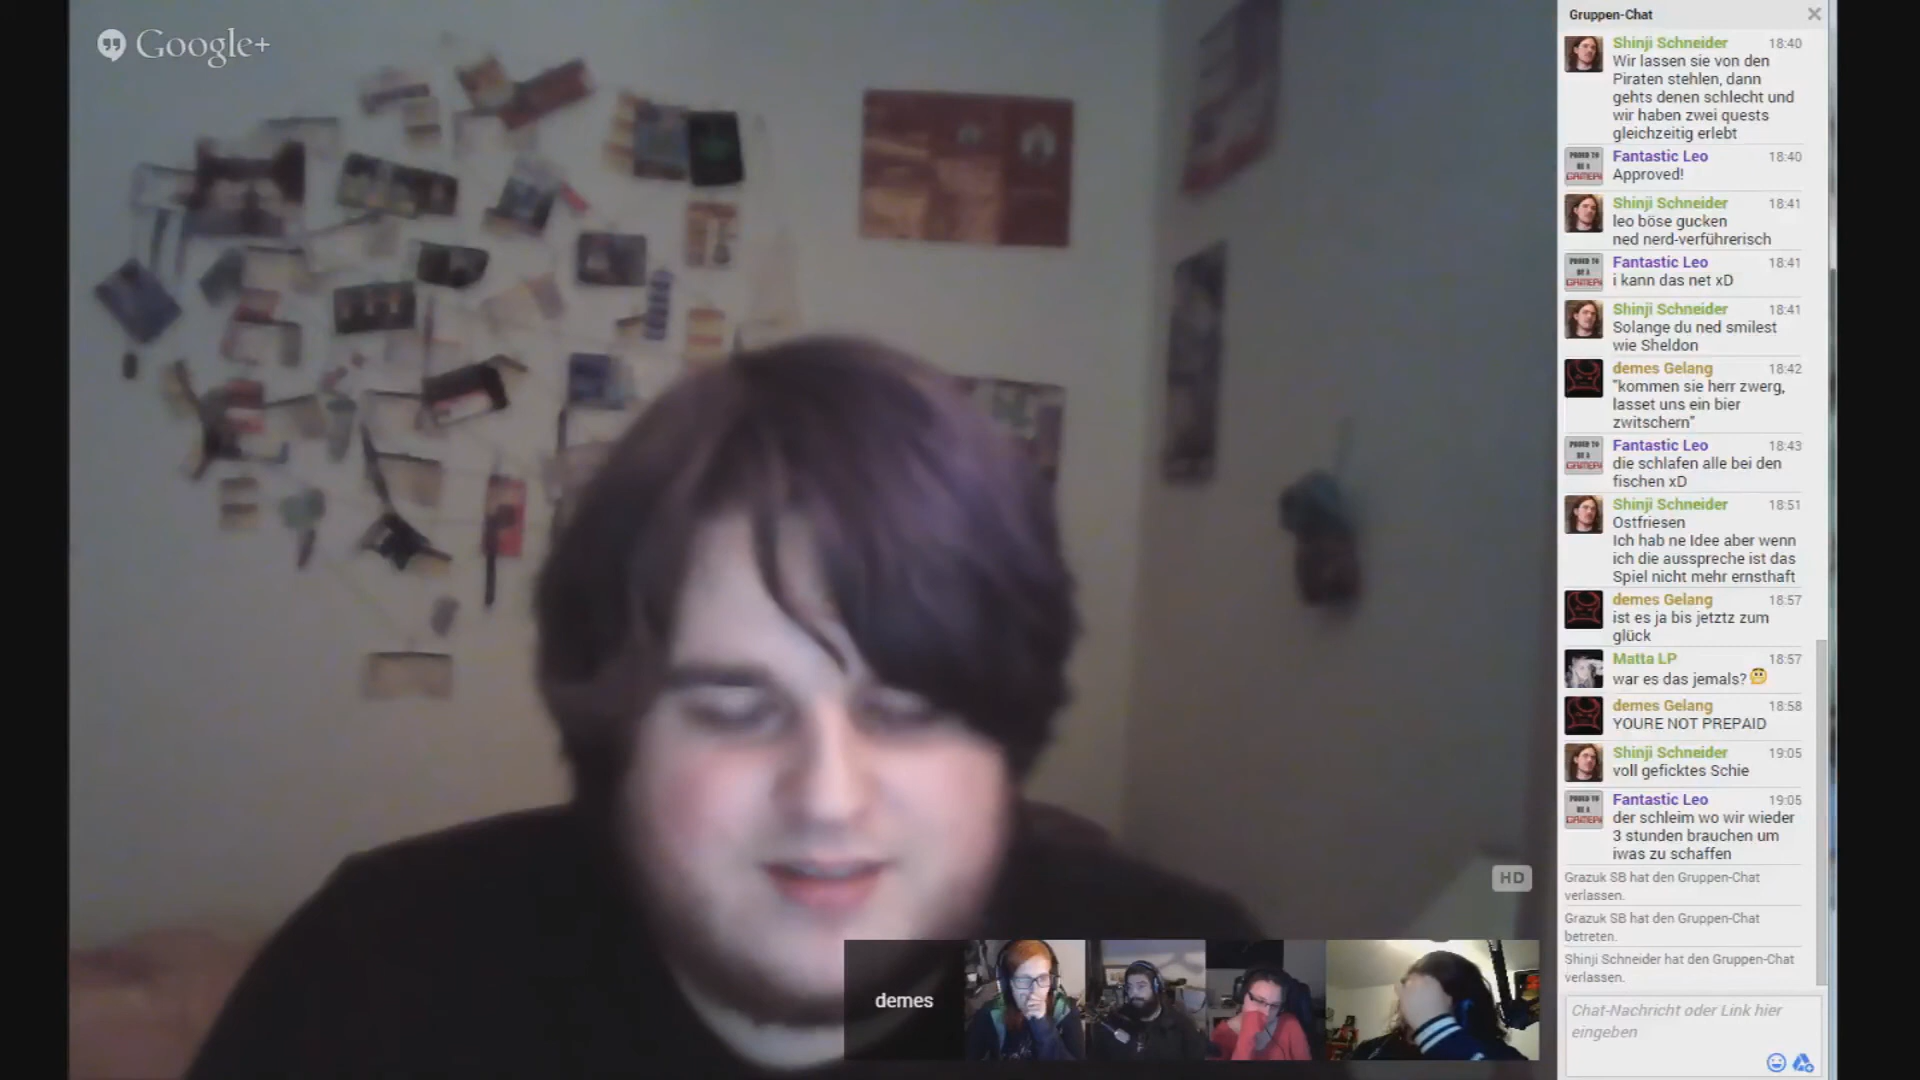 Google+
Gruppen-Chat
Shinji Schneider 18:40
Wir lassen sie von den
Piraten stehlen, dann
gehts denen schlecht und
wir haben zwei quests
gleichzeitig erlebt
Fantastic Leo 18:40
Approved!
Shinji Schneider 18:41
leo böse gucken
ned nerd-verführerisch
Fantastic Leo 18:41
i kann das net xD
Shinji Schneider 18:41
Solange du ned smilest
wie Sheldon
demes Gelang 18:42
"kommen sie herr zwerg,
lasset uns ein bier
zwitschern"
Fantastic Leo 18:43
die schlafen alle bei den
fischen xD
Shinji Schneider 18:51
Ostfriesen
Ich hab ne Idee aber wenn
ich die ausspreche ist das
Spiel nicht mehr ernsthaft
demes Gelang 18:57
ist es ja bis jetztz zum
glück
Matta LP 18:57
war es das jemals?
demes Gelang 18:58
YOURE NOT PREPAID
Shinji Schneider 19:05
voll geficktes Schie
Fantastic Leo 19:05
der schleim wo wir wieder
3 stunden brauchen um
iwas zu schaffen
Grazuk SB hat den Gruppen-Chat
verlassen.
Grazuk SB hat den Gruppen-Chat
betreten.
Shinji Schneider hat den Gruppen-Chat
verlassen.
Chat-Nachricht oder Link hier
eingeben
HD
demes